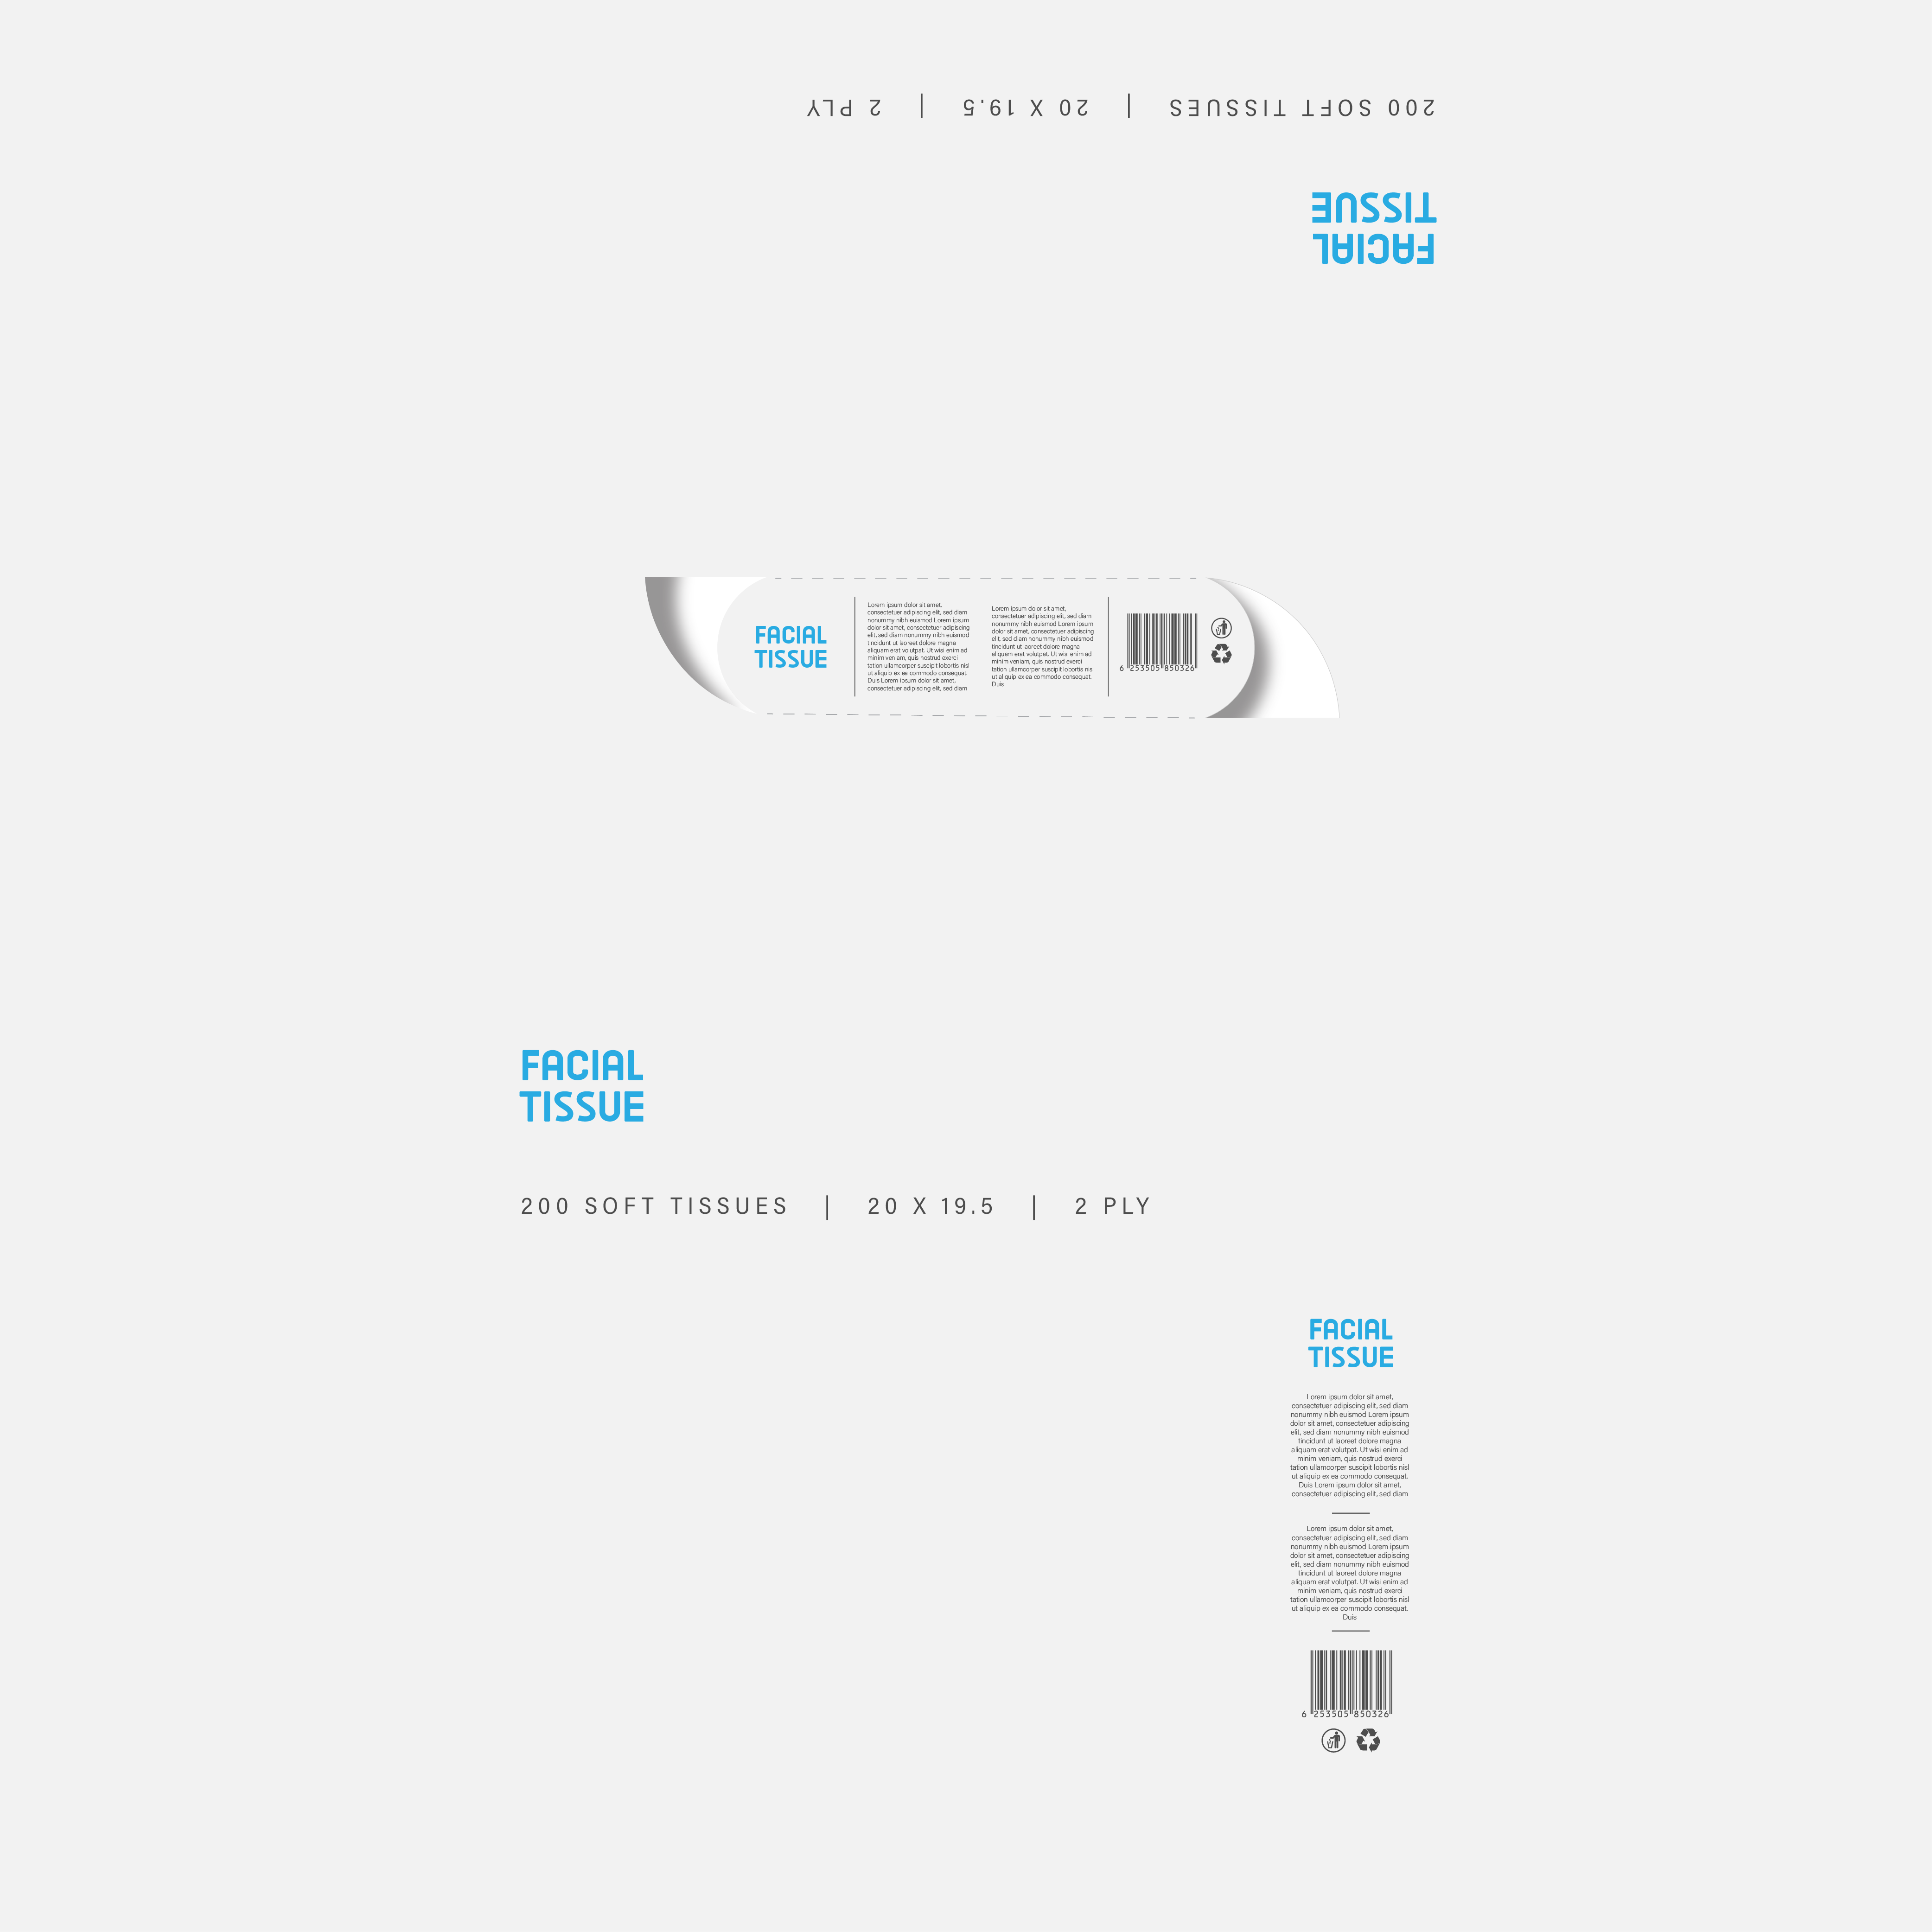 200 SOFT TISSUES | 20 X 19.5 | 2 PLY
FACIAL
TISSUE
FACIAL
TISSUE
Lorem ipsum dolor sit amet,
consectetuer adipiscing elit, sed diam
nonummy nibh euismod Lorem ipsum
dolor sit amet, consectetuer adipiscing
elit, sed diam nonummy nibh euismod
tincidunt ut laoreet dolore magna
aliquam erat volutpat. Ut wisi enim ad
minim veniam, quis nostrud exerci
tation ullamcorper suscipit lobortis nisl
ut aliquip ex ea commodo consequat.
Duis Lorem ipsum dolor sit amet,
consectetuer adipiscing elit, sed diam
Lorem ipsum dolor sit amet,
consectetuer adipiscing elit, sed diam
nonummy nibh euismod Lorem ipsum
dolor sit amet, consectetuer adipiscing
elit, sed diam nonummy nibh euismod
tincidunt ut laoreet dolore magna
aliquam erat volutpat. Ut wisi enim ad
minim veniam, quis nostrud exerci
tation ullamcorper suscipit lobortis nisl
ut aliquip ex ea commodo consequat.
Duis
6 253505 850326
FACIAL
TISSUE
200 SOFT TISSUES | 20 X 19.5 | 2 PLY
FACIAL
TISSUE
Lorem ipsum dolor sit amet,
consectetuer adipiscing elit, sed diam
nonummy nibh euismod Lorem ipsum
dolor sit amet, consectetuer adipiscing
elit, sed diam nonummy nibh euismod
tincidunt ut laoreet dolore magna
aliquam erat volutpat. Ut wisi enim ad
minim veniam, quis nostrud exerci
tation ullamcorper suscipit lobortis nisl
ut aliquip ex ea commodo consequat.
Duis Lorem ipsum dolor sit amet,
consectetuer adipiscing elit, sed diam
Lorem ipsum dolor sit amet,
consectetuer adipiscing elit, sed diam
nonummy nibh euismod Lorem ipsum
dolor sit amet, consectetuer adipiscing
elit, sed diam nonummy nibh euismod
tincidunt ut laoreet dolore magna
aliquam erat volutpat. Ut wisi enim ad
minim veniam, quis nostrud exerci
tation ullamcorper suscipit lobortis nisl
ut aliquip ex ea commodo consequat.
Duis
6 253505 850326